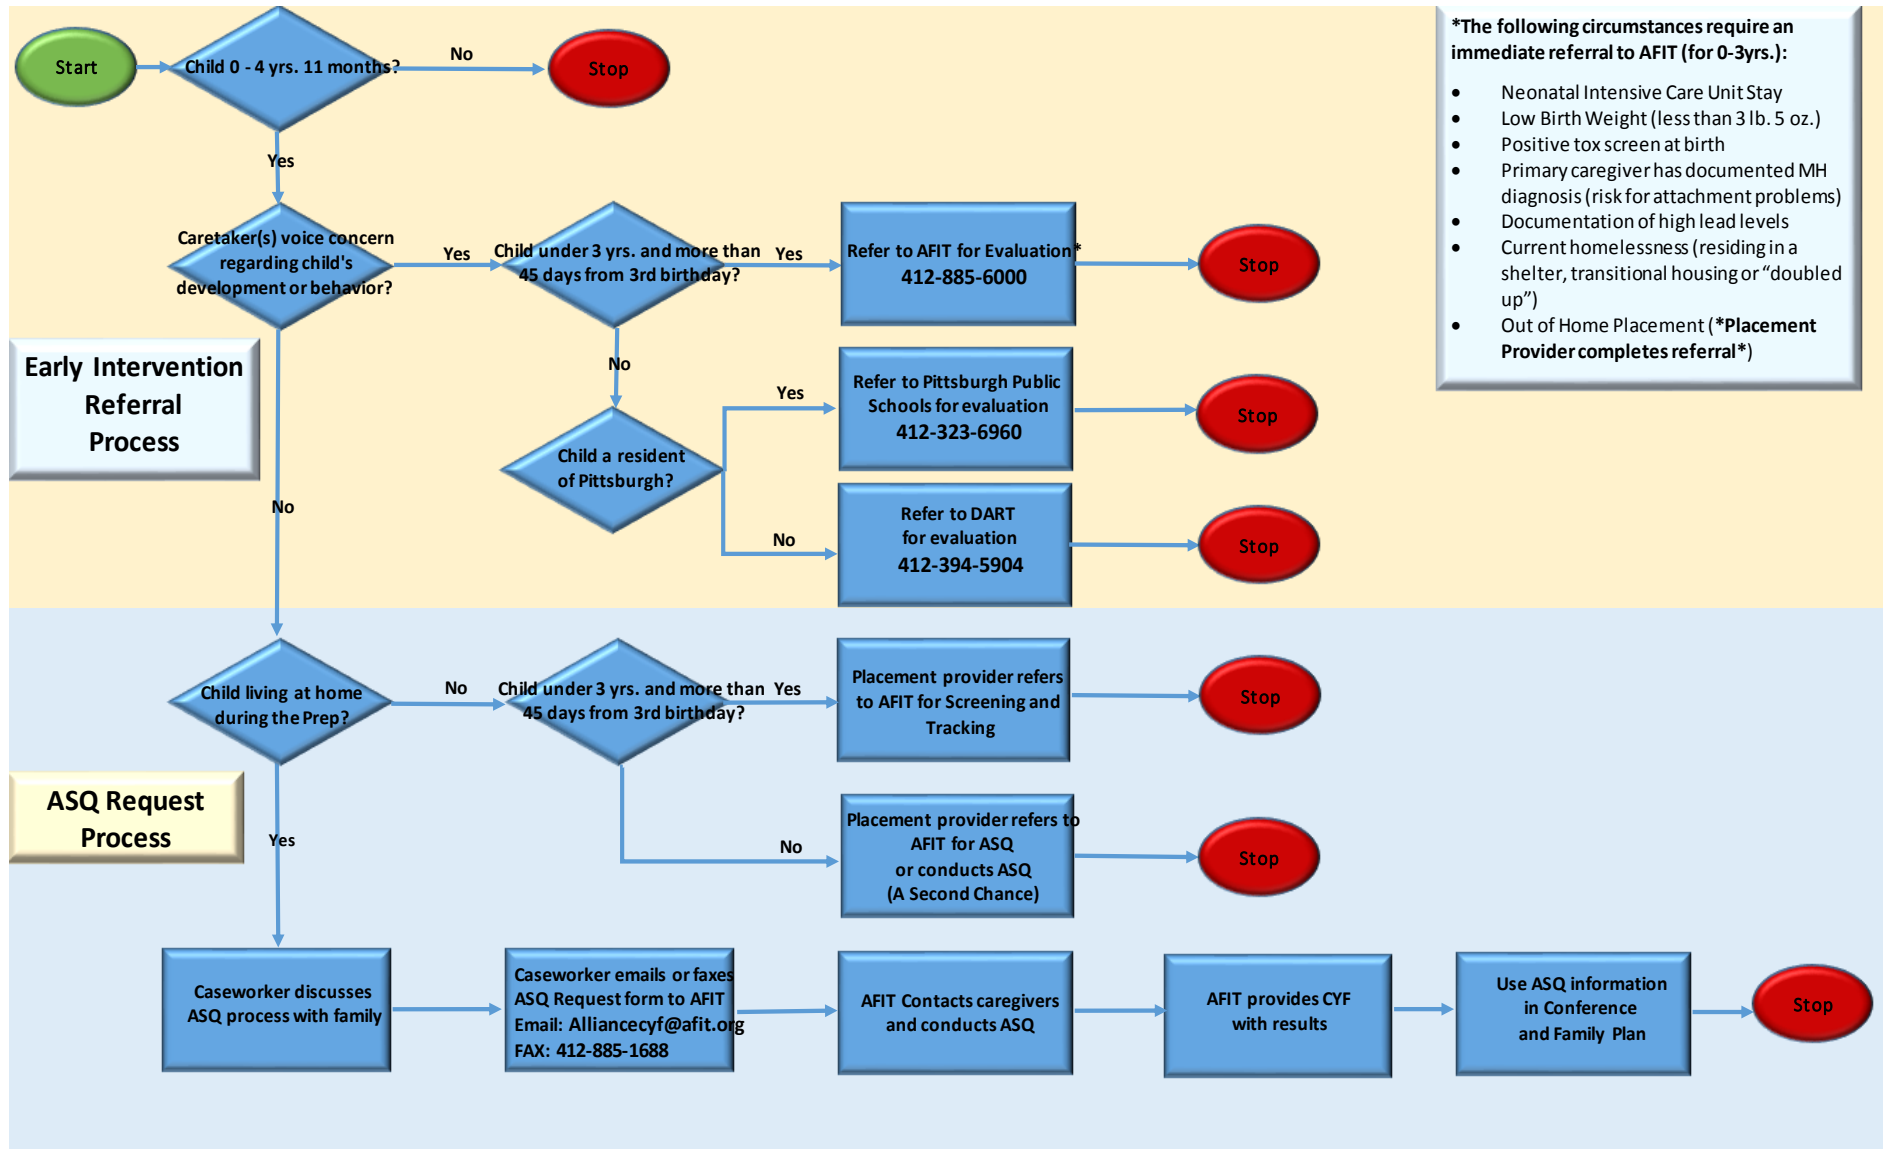 Start
Child 0 - 4 yrs. 11 months?
No
Stop
Yes
Caretaker(s) voice concern
regarding child's
development or behavior?
Yes
Child under 3 yrs. and more than
45 days from 3rd birthday?
Yes
Refer to AFIT for Evaluation*
412-885-6000
Stop
No
Child a resident
of Pittsburgh?
Yes
Refer to Pittsburgh Public
Schools for evaluation
412-323-6960
Stop
No
Refer to DART
for evaluation
412-394-5904
Stop
Early Intervention
Referral
Process
No
*The following circumstances require an
immediate referral to AFIT (for 0-3yrs.):
• Neonatal Intensive Care Unit Stay
• Low Birth Weight (less than 3 lb. 5 oz.)
• Positive tox screen at birth
• Primary caregiver has documented MH
diagnosis (risk for attachment problems)
• Documentation of high lead levels
• Current homelessness (residing in a
shelter, transitional housing or “doubled
up”)
• Out of Home Placement (*Placement
Provider completes referral*)
Child living at home
during the Prep?
No
Child under 3 yrs. and more than
45 days from 3rd birthday?
Yes
Placement provider refers
to AFIT for Screening and
Tracking
Stop
No
Placement provider refers to
AFIT for ASQ
or conducts ASQ
(A Second Chance)
Stop
ASQ Request
Process
Yes
Caseworker discusses
ASQ process with family
Caseworker emails or faxes
ASQ Request form to AFIT
Email: Alliancecyf@afit.org
FAX: 412-885-1688
AFIT Contacts caregivers
and conducts ASQ
AFIT provides CYF
with results
Use ASQ information
in Conference
and Family Plan
Stop